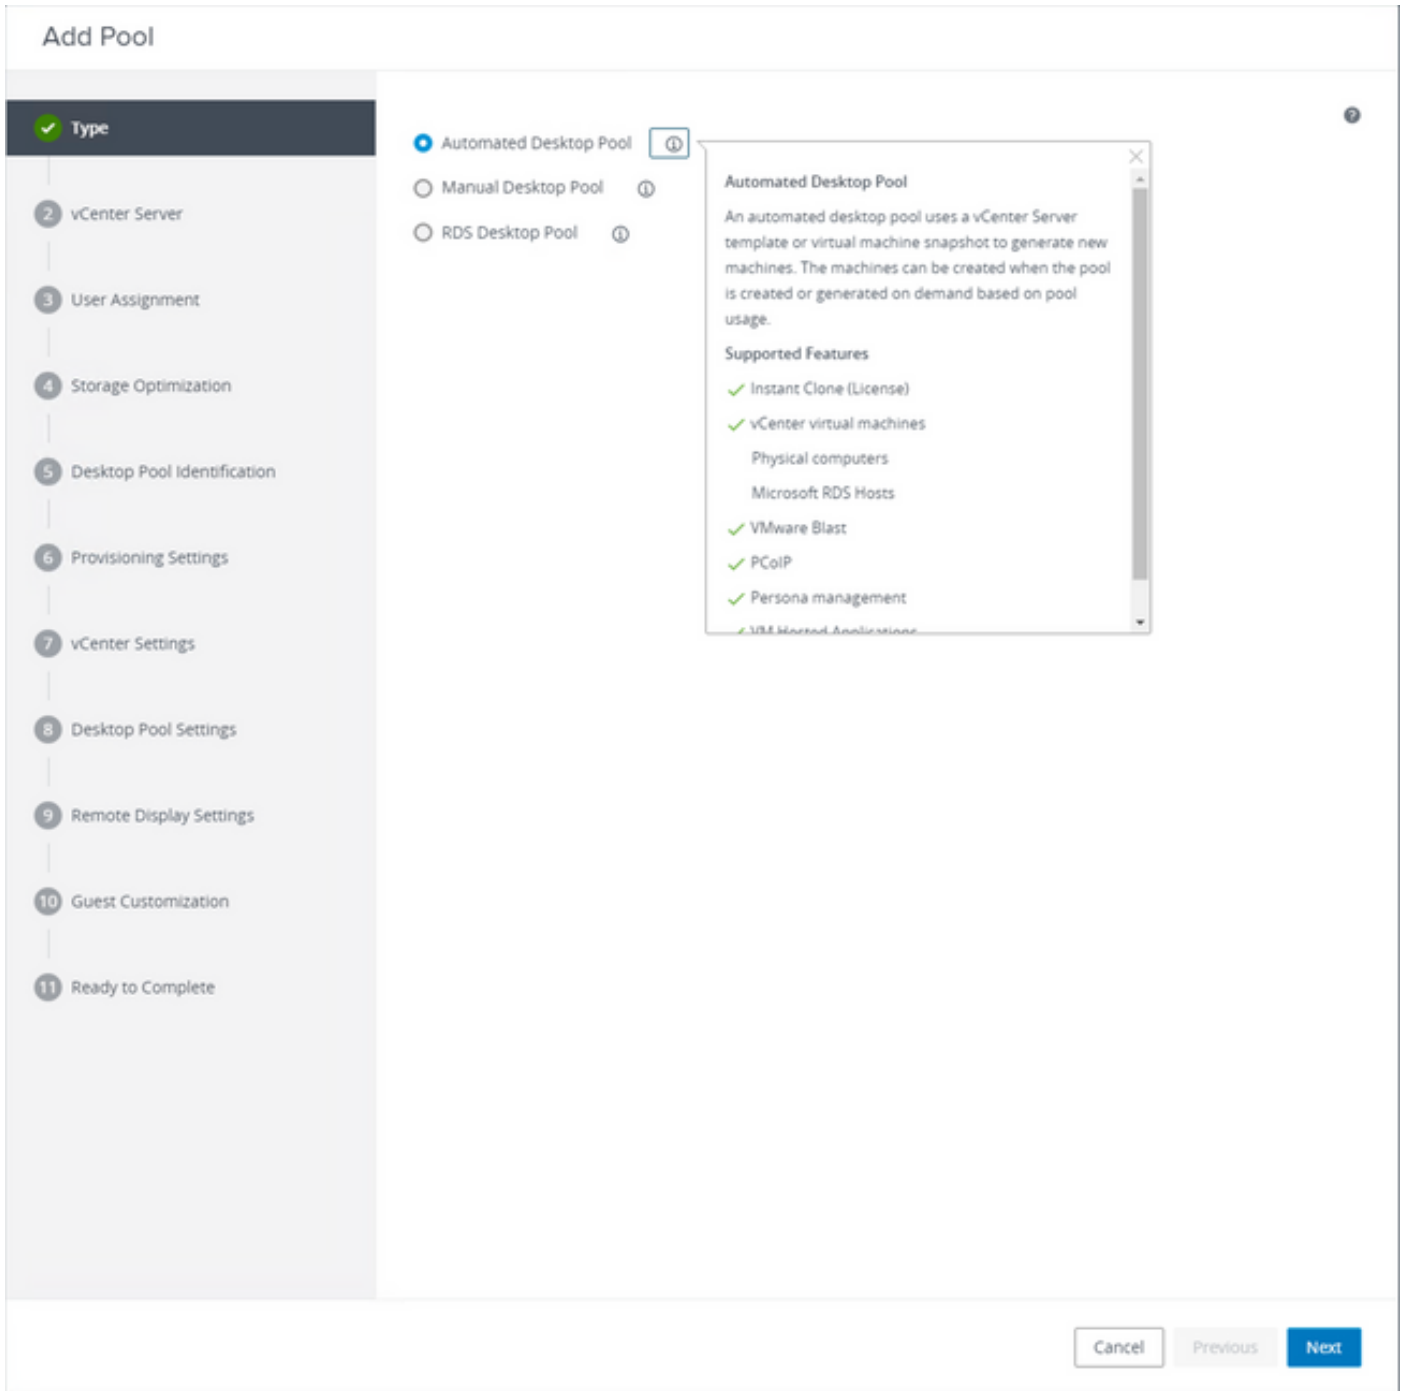 Add Pool
Type
2 vCenter Server
3 User Assignment
4 Storage Optimization
5 Desktop Pool Identification
6 Provisioning Settings
7 vCenter Settings
8 Desktop Pool Settings
9 Remote Display Settings
10 Guest Customization
11 Ready to Complete
Automated Desktop Pool
Manual Desktop Pool
RDS Desktop Pool
Automated Desktop Pool
An automated desktop pool uses a vCenter Server
template or virtual machine snapshot to generate new
machines. The machines can be created when the pool
is created or generated on demand based on pool
usage.
Supported Features
Instant Clone (License)
vCenter virtual machines
Physical computers
Microsoft RDS Hosts
VMware Blast
PCoIP
Persona management
VM Hosted Applications
Cancel
Previous
Next